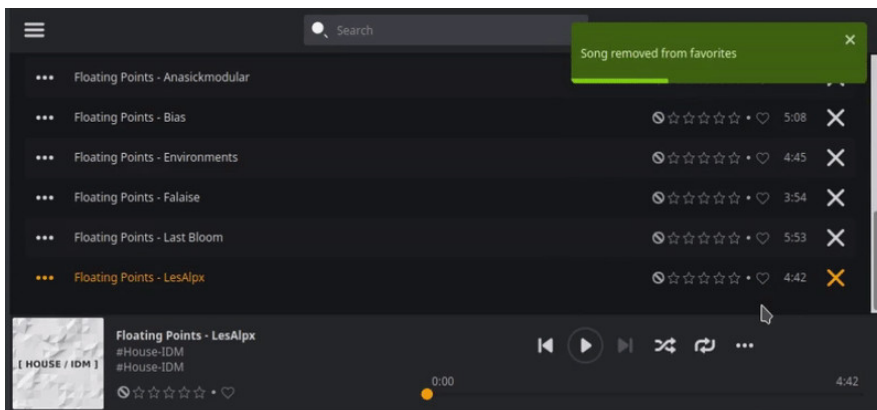 Search
Song removed from favorites
Floating Points - Anasickmodular
Floating Points - Bias
5:08
Floating Points - Environments
4:45
Floating Points - Falaise
3:54
Floating Points - Last Bloom
5:53
Floating Points - LesAlpx
4:42
[ HOUSE / IDM ]
Floating Points - LesAlpx
#House-IDM
#House-IDM
0:00
4:42